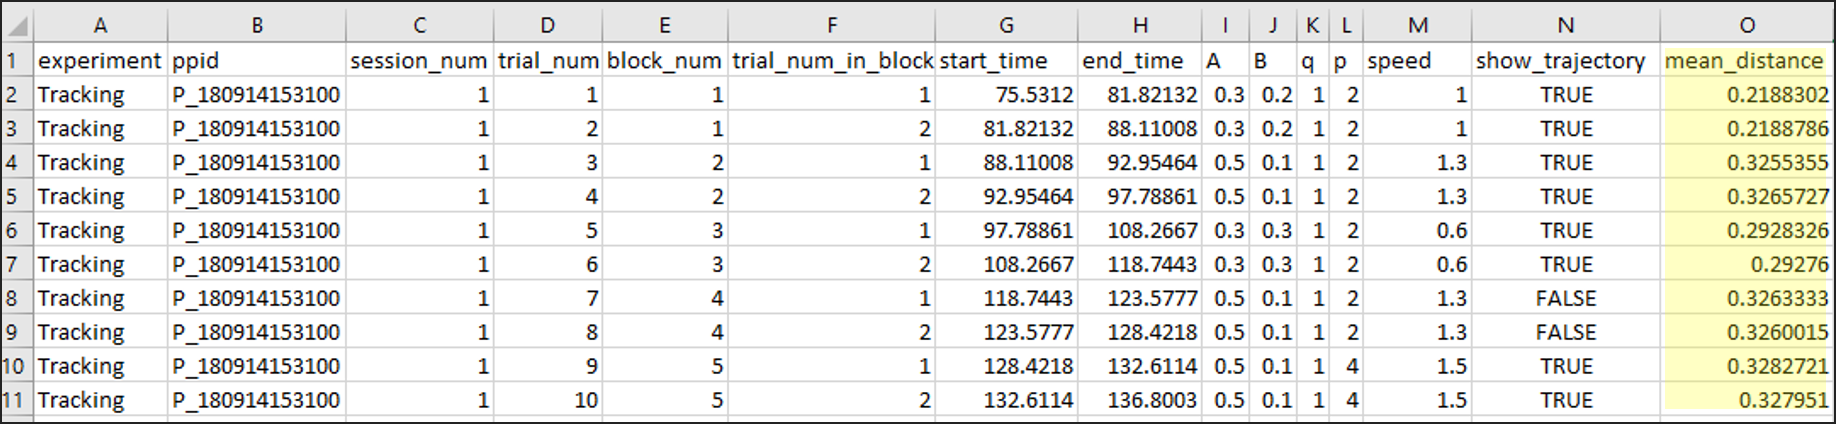 A B C D E F G H I J K L M N O
1 experiment ppid session_num trial_num block_num trial_num_in_block start_time end_time A B q p speed show_trajectory mean_distance
2 Tracking P_180914153100 1 1 1 1 75.5312 81.82132 0.3 0.2 1 2 1 TRUE 0.2188302
3 Tracking P_180914153100 1 2 1 2 81.82132 88.11008 0.3 0.2 1 2 1 TRUE 0.2188786
4 Tracking P_180914153100 1 3 2 1 88.11008 92.95464 0.5 0.1 1 2 1.3 TRUE 0.3255355
5 Tracking P_180914153100 1 4 2 2 92.95464 97.78861 0.5 0.1 1 2 1.3 TRUE 0.3265727
6 Tracking P_180914153100 1 5 3 1 97.78861 108.2667 0.3 0.3 1 2 0.6 TRUE 0.2928326
7 Tracking P_180914153100 1 6 3 2 108.2667 118.7443 0.3 0.3 1 2 0.6 TRUE 0.29276
8 Tracking P_180914153100 1 7 4 1 118.7443 123.5777 0.5 0.1 1 2 1.3 FALSE 0.3263333
9 Tracking P_180914153100 1 8 4 2 123.5777 128.4218 0.5 0.1 1 2 1.3 FALSE 0.3260015
10 Tracking P_180914153100 1 9 5 1 128.4218 132.6114 0.5 0.1 1 4 1.5 TRUE 0.3282721
11 Tracking P_180914153100 1 10 5 2 132.6114 136.8003 0.5 0.1 1 4 1.5 TRUE 0.327951